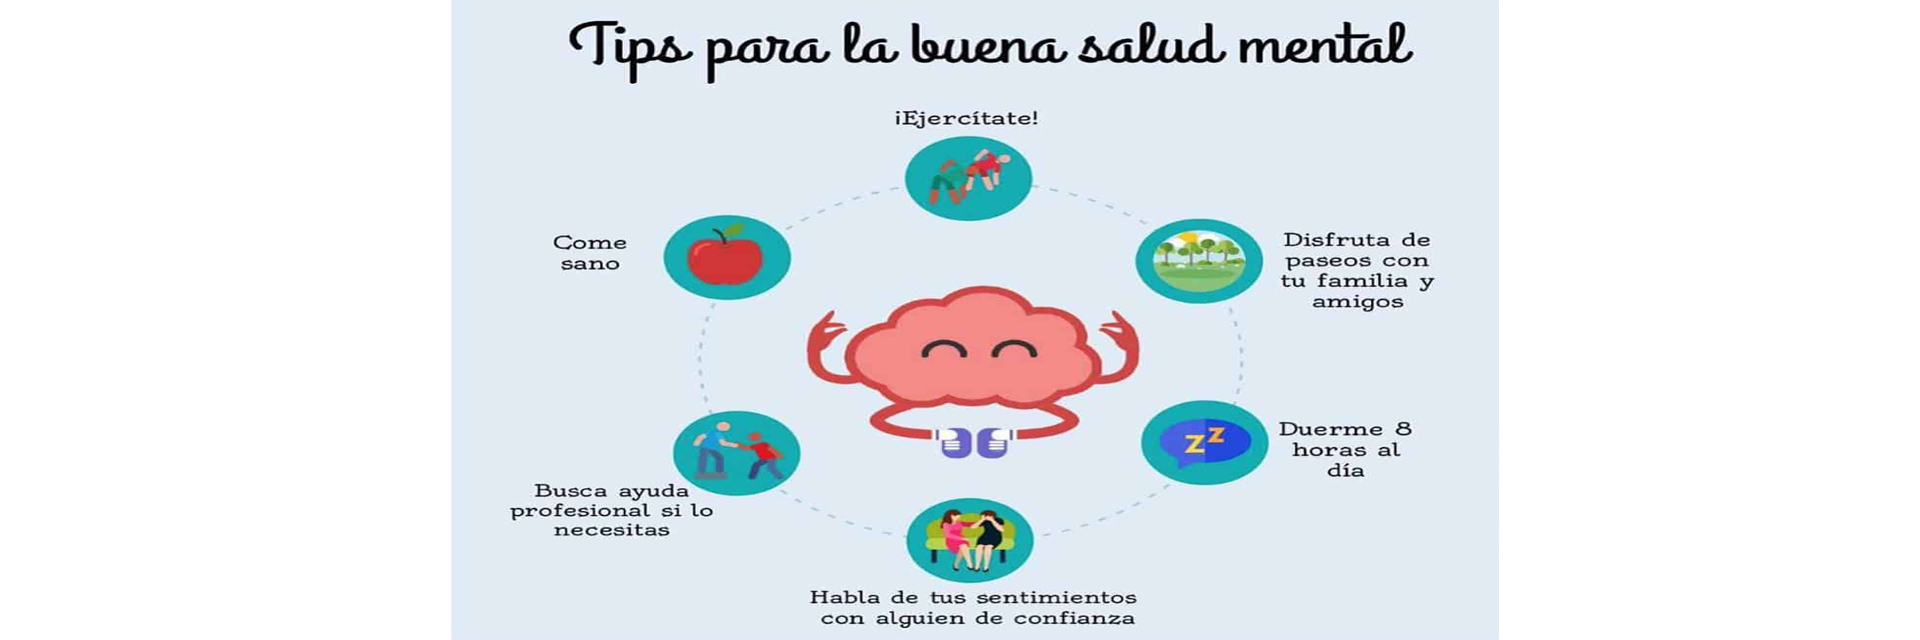 Tips para la buena salud mental
¡Ejercítate!
Disfruta de
paseos con
tu familia y
amigos
Duerme 8
horas al
día
Habla de tus sentimientos
con alguien de confianza
Busca ayuda
profesional si lo
necesitas
Come
sano
zz